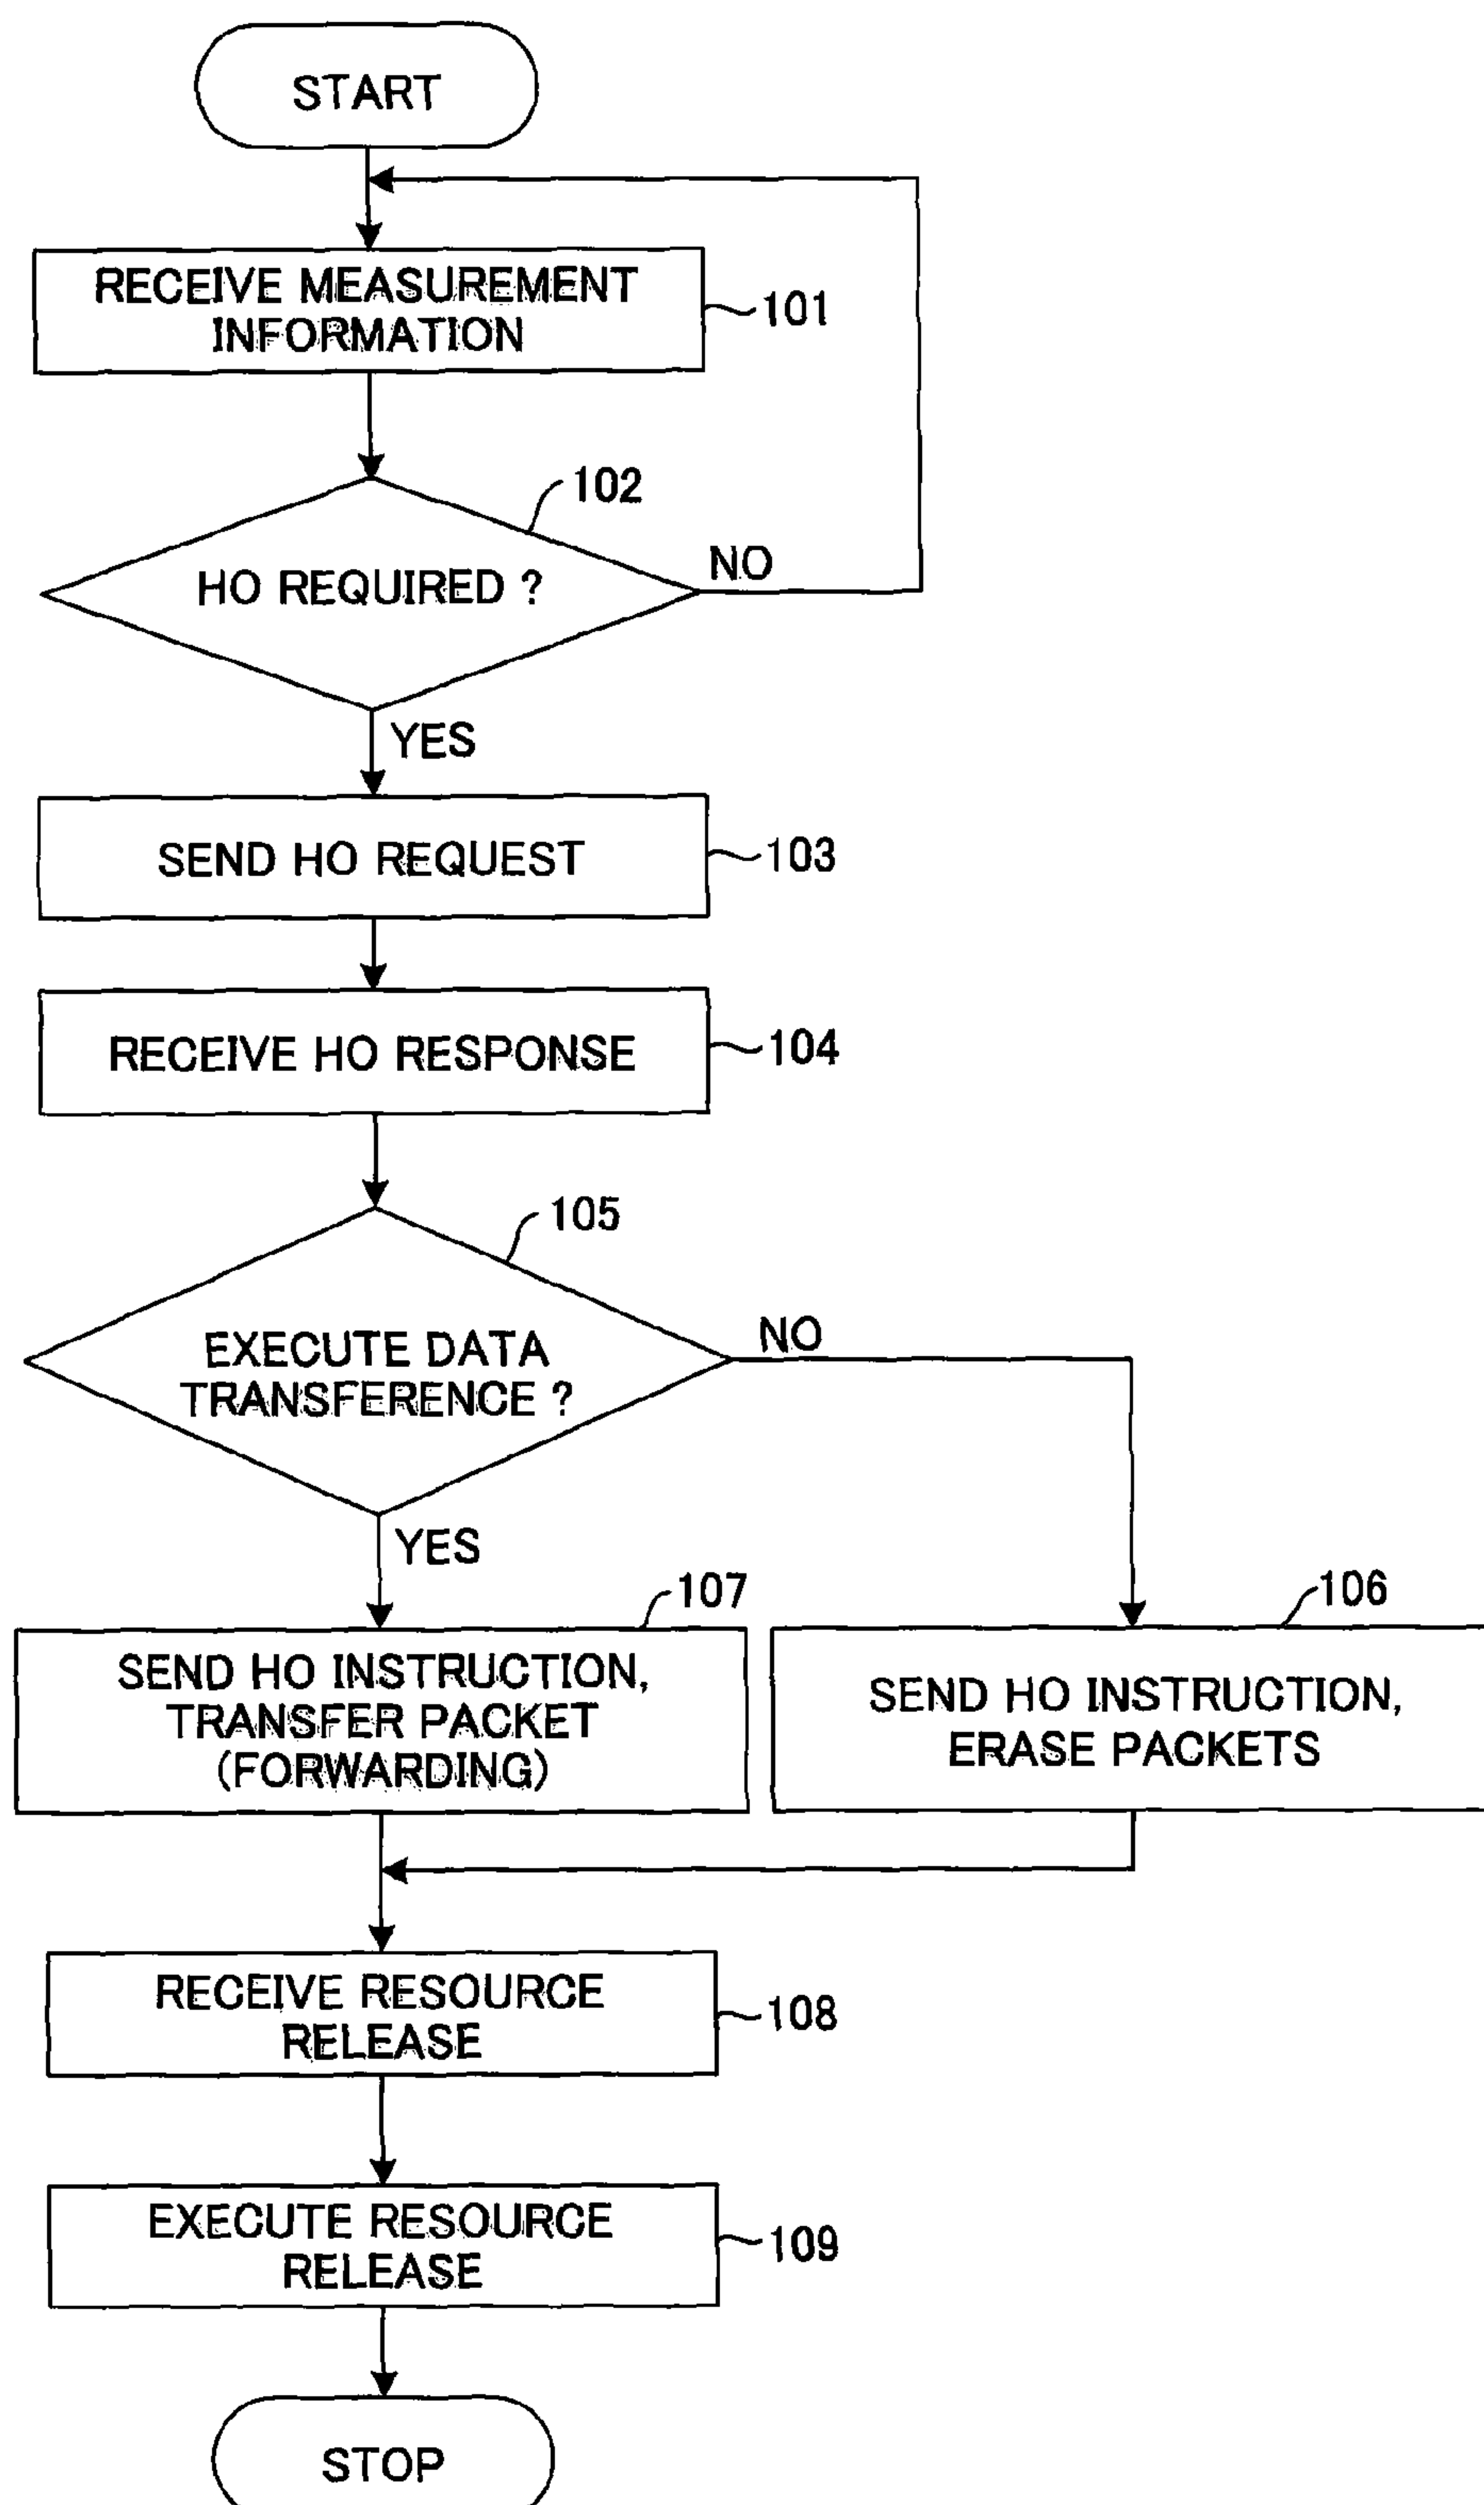 START
RECEIVE MEASUREMENT
INFORMATION
101
102
HO REQUIRED ?
NO
YES
SEND HO REQUEST
103
RECEIVE HO RESPONSE
104
105
EXECUTE DATA
TRANSFERENCE ?
NO
YES
107
SEND HO INSTRUCTION,
TRANSFER PACKET
(FORWARDING)
106
SEND HO INSTRUCTION,
ERASE PACKETS
RECEIVE RESOURCE
RELEASE
108
EXECUTE RESOURCE
RELEASE
109
STOP